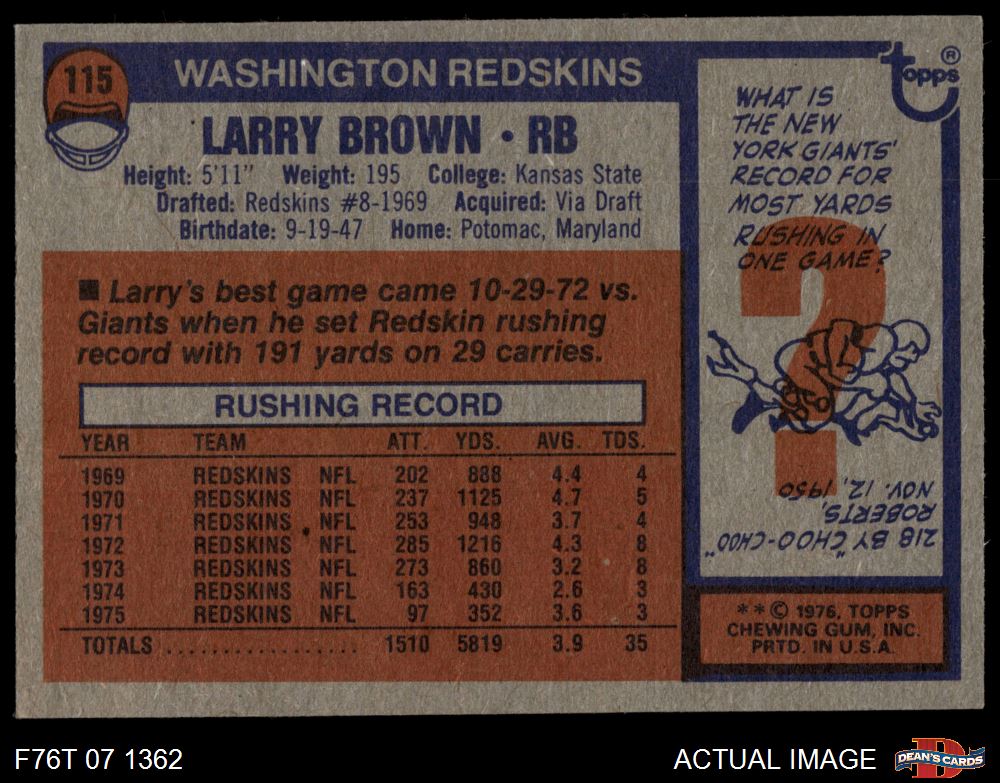 115
WASHINGTON REDSKINS
LARRY BROWN • RB
Height: 5'11" Weight: 195 College: Kansas State
Drafted: Redskins #8-1969 Acquired: Via Draft
Birthdate: 9-19-47 Home: Potomac, Maryland
■ Larry's best game came 10-29-72 vs.
Giants when he set Redskin rushing
record with 191 yards on 29 carries.
RUSHING RECORD
YEAR TEAM ATT. YDS. AVG. TDS.
1969 REDSKINS NFL 202 888 4.4 4
1970 REDSKINS NFL 237 1125 4.7 5
1971 REDSKINS NFL 253 948 3.7 4
1972 REDSKINS NFL 285 1216 4.3 8
1973 REDSKINS NFL 273 860 3.2 8
1974 REDSKINS NFL 163 430 2.6 3
1975 REDSKINS NFL 97 352 3.6 3
TOTALS .................. 1510 5819 3.9 35
topps ®
WHAT IS
THE NEW
YORK GIANTS'
RECORD FOR
MOST YARDS
RUSHING IN
ONE GAME?
?
218 BY "CHOO-CHOO"
ROBERTS,
NOV. 12, 1950
* * © 1976, TOPPS
CHEWING GUM, INC.
PRTD. IN U.S.A.
F76T 07 1362
ACTUAL IMAGE
D
DEAN'S CARDS